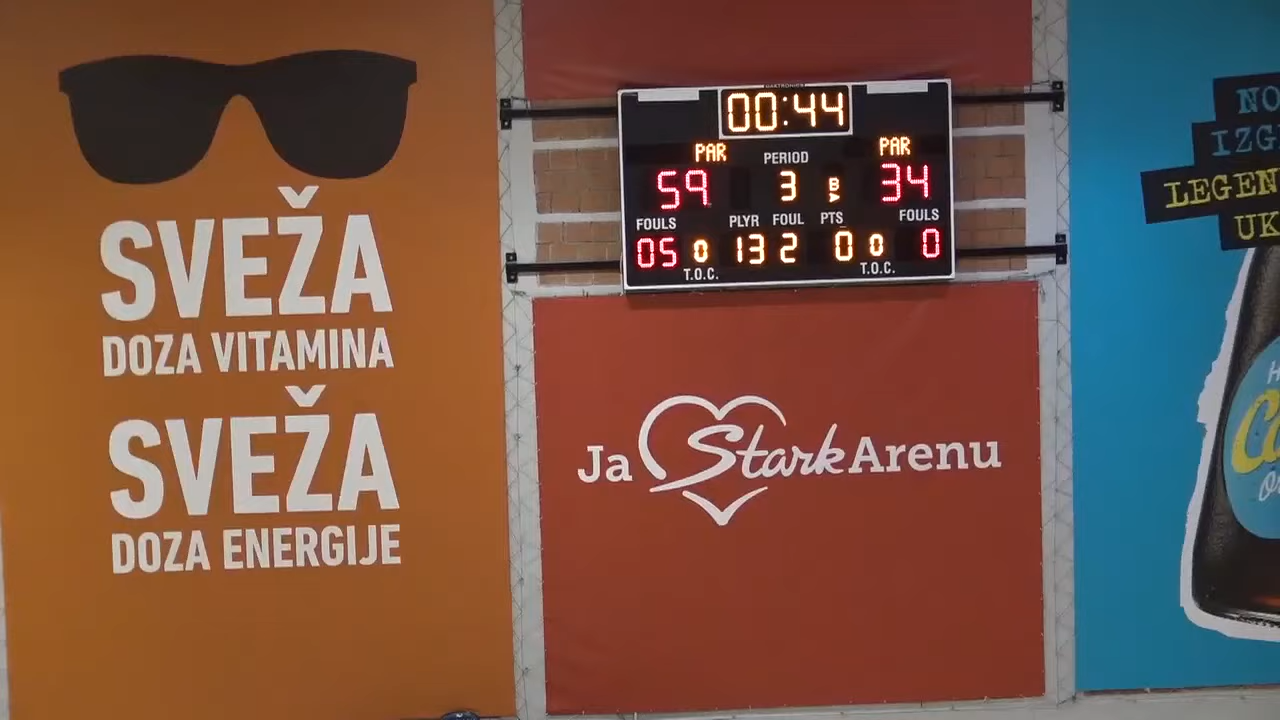 SVEŽA
DOZA VITAMINA
SVEŽA
DOZA ENERGIJE
DAKTRONICS
00:44
PAR PERIOD PAR
59 3 B 34
FOULS PLYR FOUL PTS FOULS
05 0 13 2 0 0 0
T.O.C. T.O.C.
Ja Stark Arenu
NO
IZG
LEGEN
UK